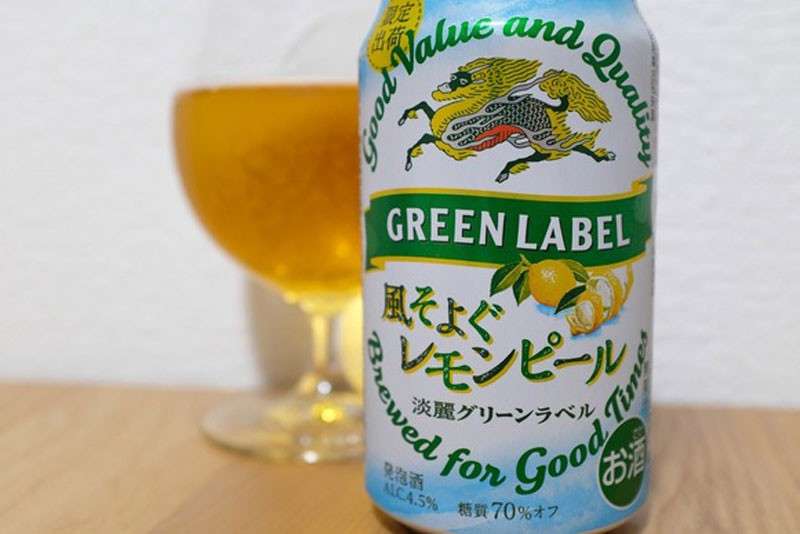 限定
出荷
Good Value and Quality
GREEN LABEL
風そよぐ
レモンピール
淡麗グリーンラベル
Brewed for Good Times
発泡酒
ALC.4.5%
糖質70%オフ
お酒